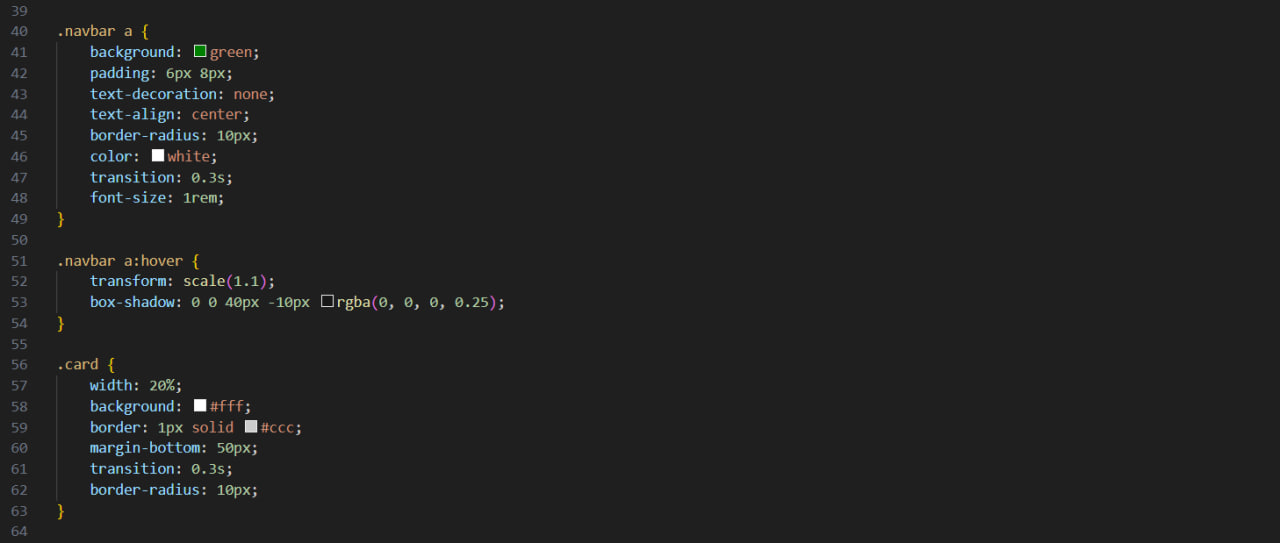 39
40 .navbar a {
41 background: green;
42 padding: 6px 8px;
43 text-decoration: none;
44 text-align: center;
45 border-radius: 10px;
46 color: white;
47 transition: 0.3s;
48 font-size: 1rem;
49 }
50
51 .navbar a:hover {
52 transform: scale(1.1);
53 box-shadow: 0 0 40px -10px rgba(0, 0, 0, 0.25);
54 }
55
56 .card {
57 width: 20%;
58 background: #fff;
59 border: 1px solid #ccc;
60 margin-bottom: 50px;
61 transition: 0.3s;
62 border-radius: 10px;
63 }
64